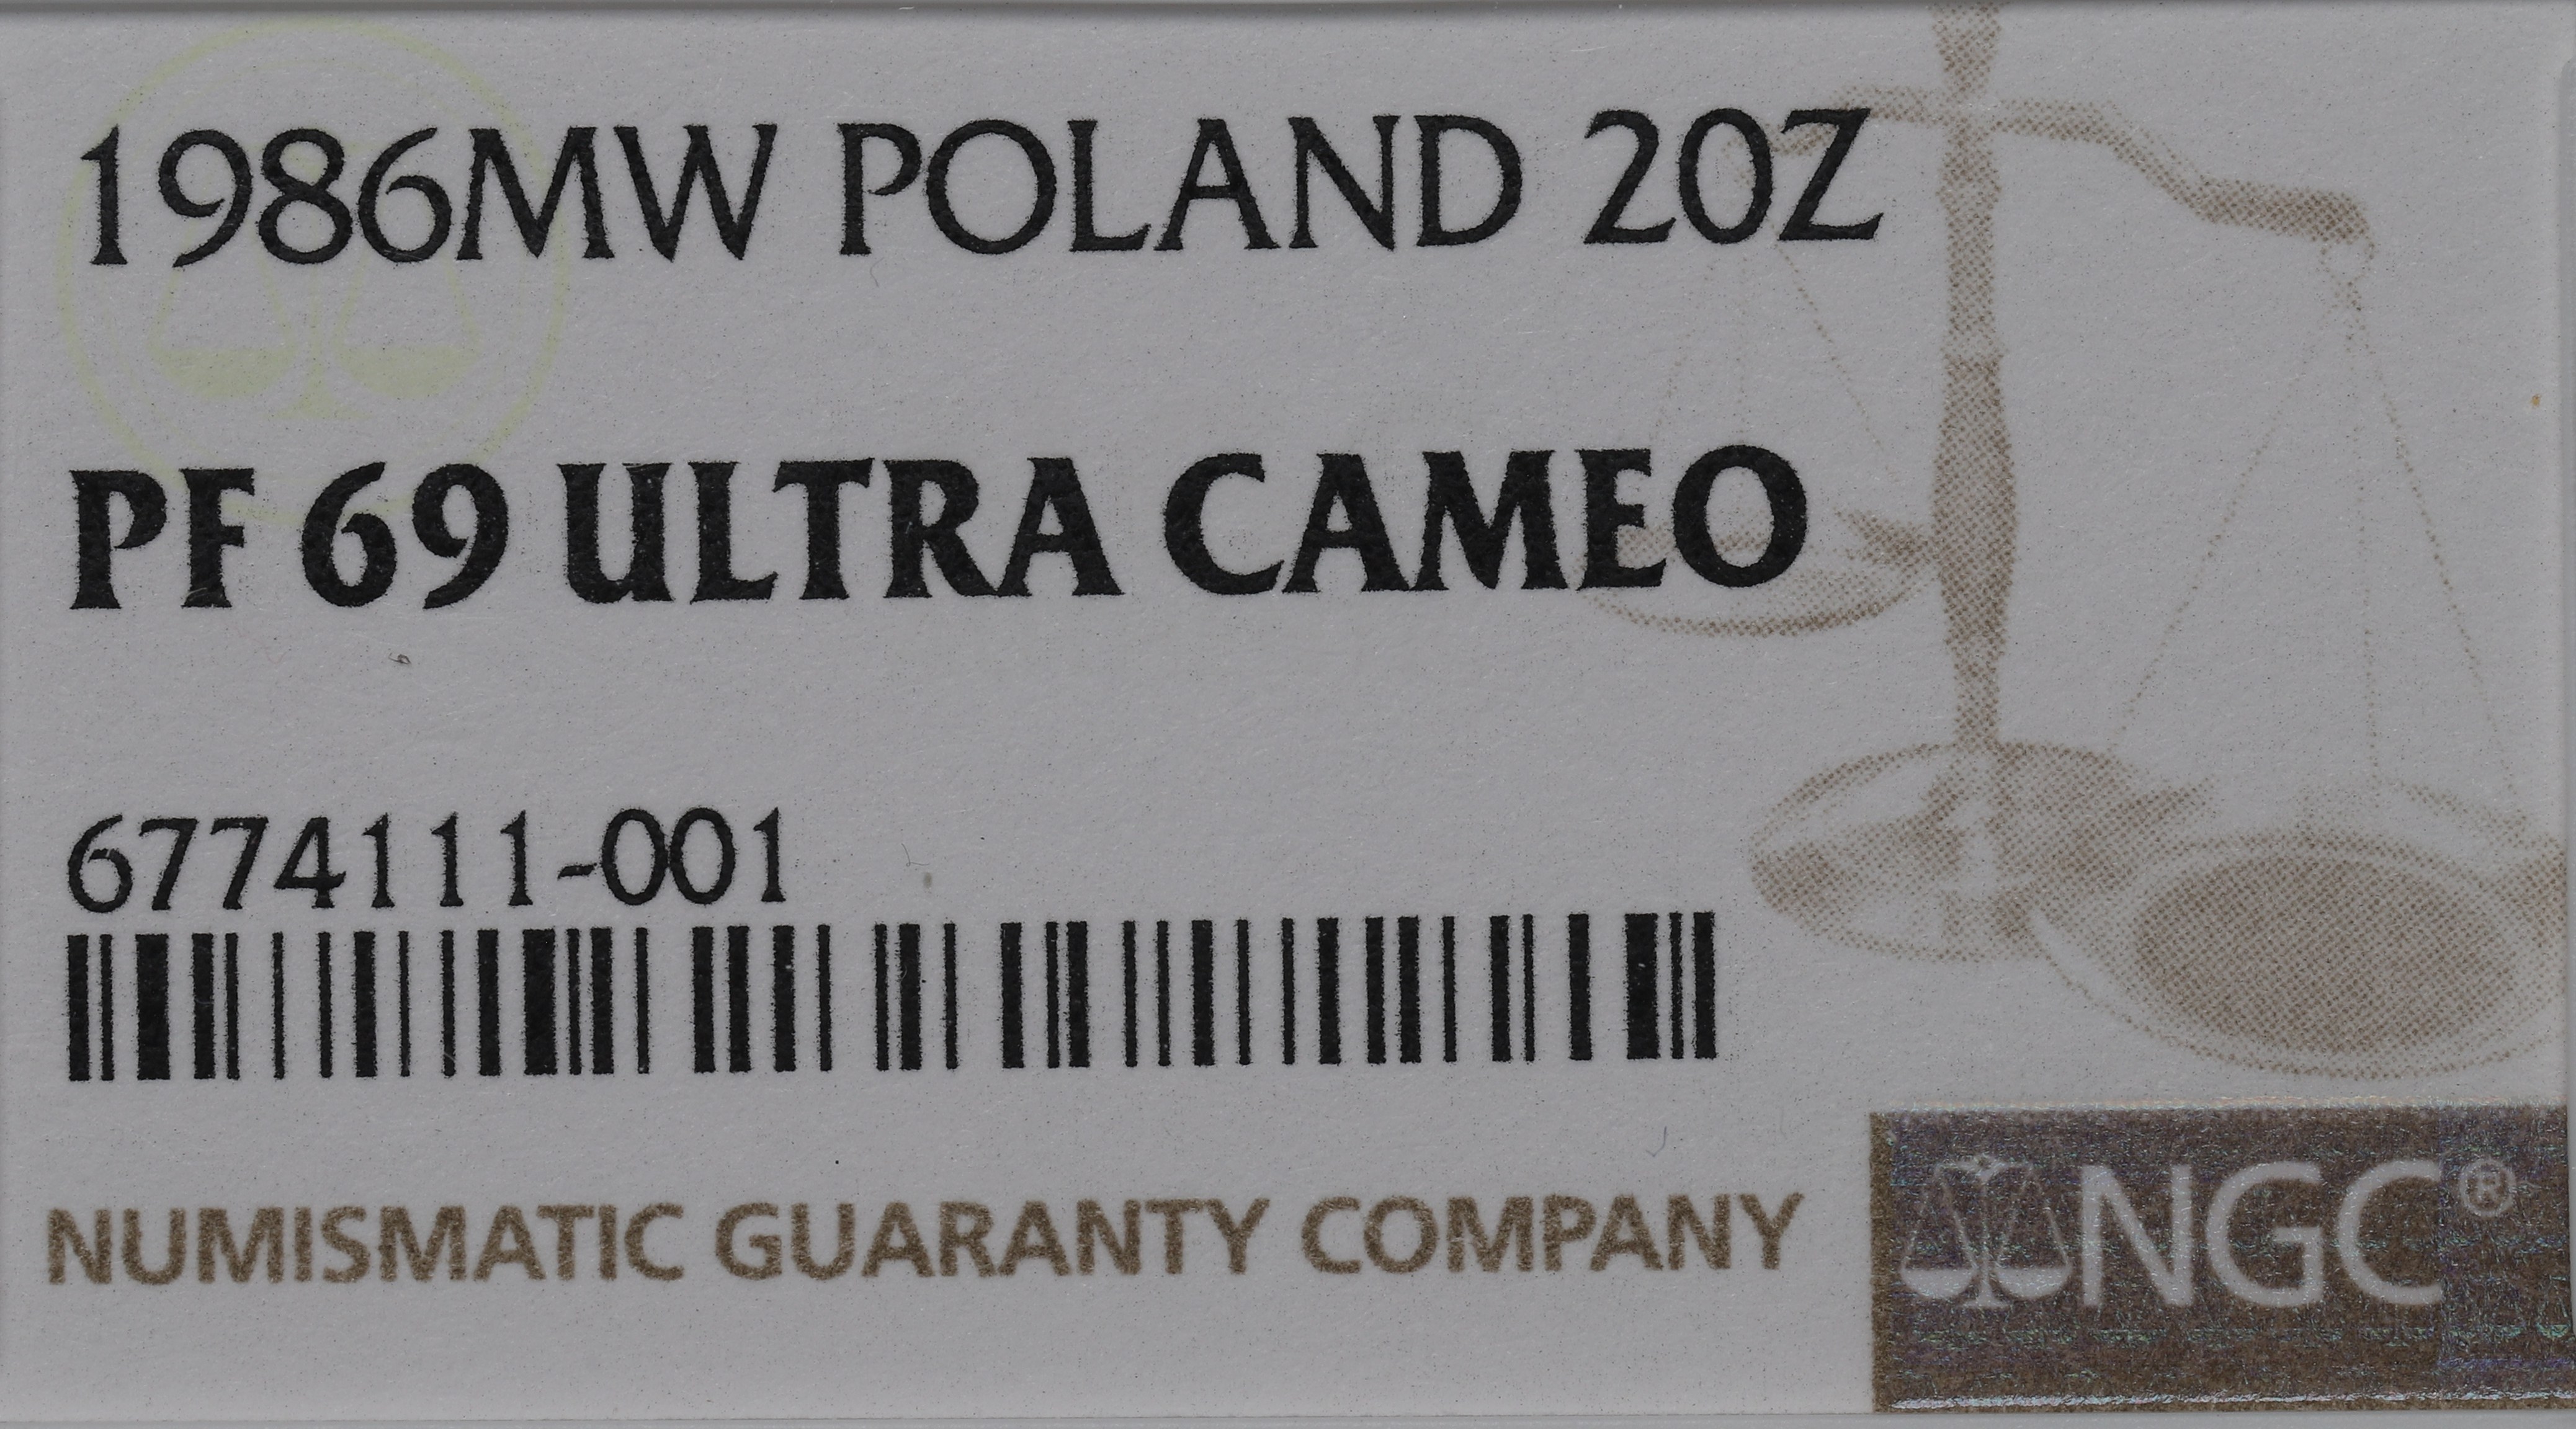 1986MW POLAND 20Z
PF 69 ULTRA CAMEO
6774111-001
NUMISMATIC GUARANTY COMPANY
NGC®